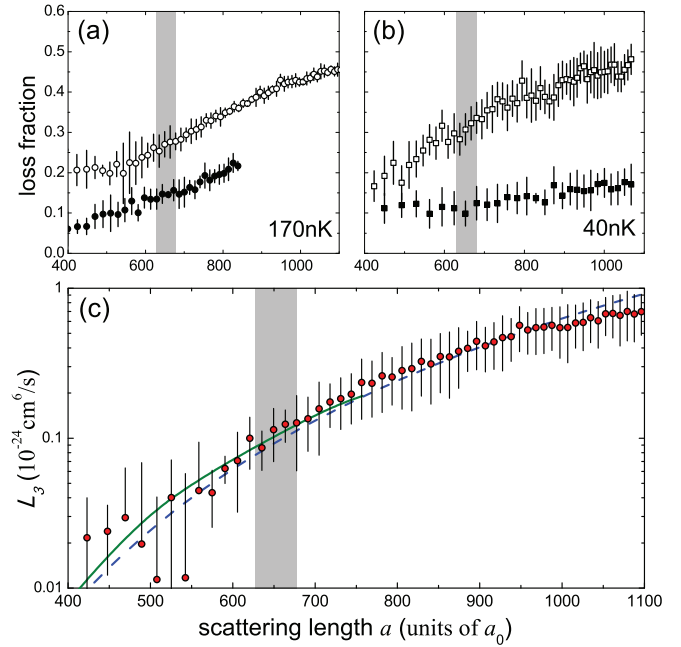 (a)
(b)
0.6
0.5
0.4
0.3
0.2
0.1
0.0
loss fraction
170nK
40nK
400 600 800 1000
400 600 800 1000
(c)
1
0.1
0.01
L₃ (10⁻²⁴cm⁶/s)
400 500 600 700 800 900 1000 1100
scattering length a (units of a₀)